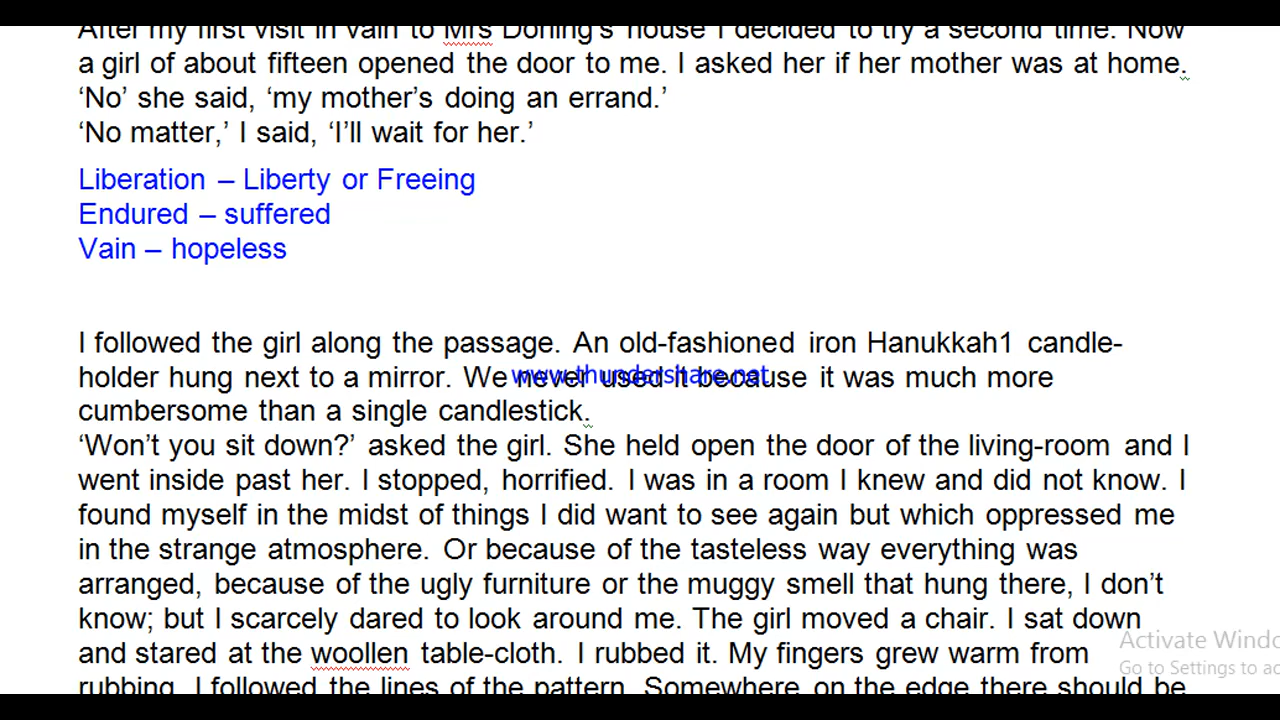 After my first visit in vain to Mrs Dorling's house I decided to try a second time. Now
a girl of about fifteen opened the door to me. I asked her if her mother was at home.
‘No’ she said, ‘my mother’s doing an errand.’
‘No matter,’ I said, ‘I’ll wait for her.’
Liberation – Liberty or Freeing
Endured – suffered
Vain – hopeless
I followed the girl along the passage. An old-fashioned iron Hanukkah1 candle-
holder hung next to a mirror. We never used it because it was much more
www.thundershare.net
cumbersome than a single candlestick.
‘Won’t you sit down?’ asked the girl. She held open the door of the living-room and I
went inside past her. I stopped, horrified. I was in a room I knew and did not know. I
found myself in the midst of things I did want to see again but which oppressed me
in the strange atmosphere. Or because of the tasteless way everything was
arranged, because of the ugly furniture or the muggy smell that hung there, I don’t
know; but I scarcely dared to look around me. The girl moved a chair. I sat down
and stared at the woollen table-cloth. I rubbed it. My fingers grew warm from
rubbing. I followed the lines of the pattern. Somewhere on the edge there should be
Activate Windo
Go to Settings to ac